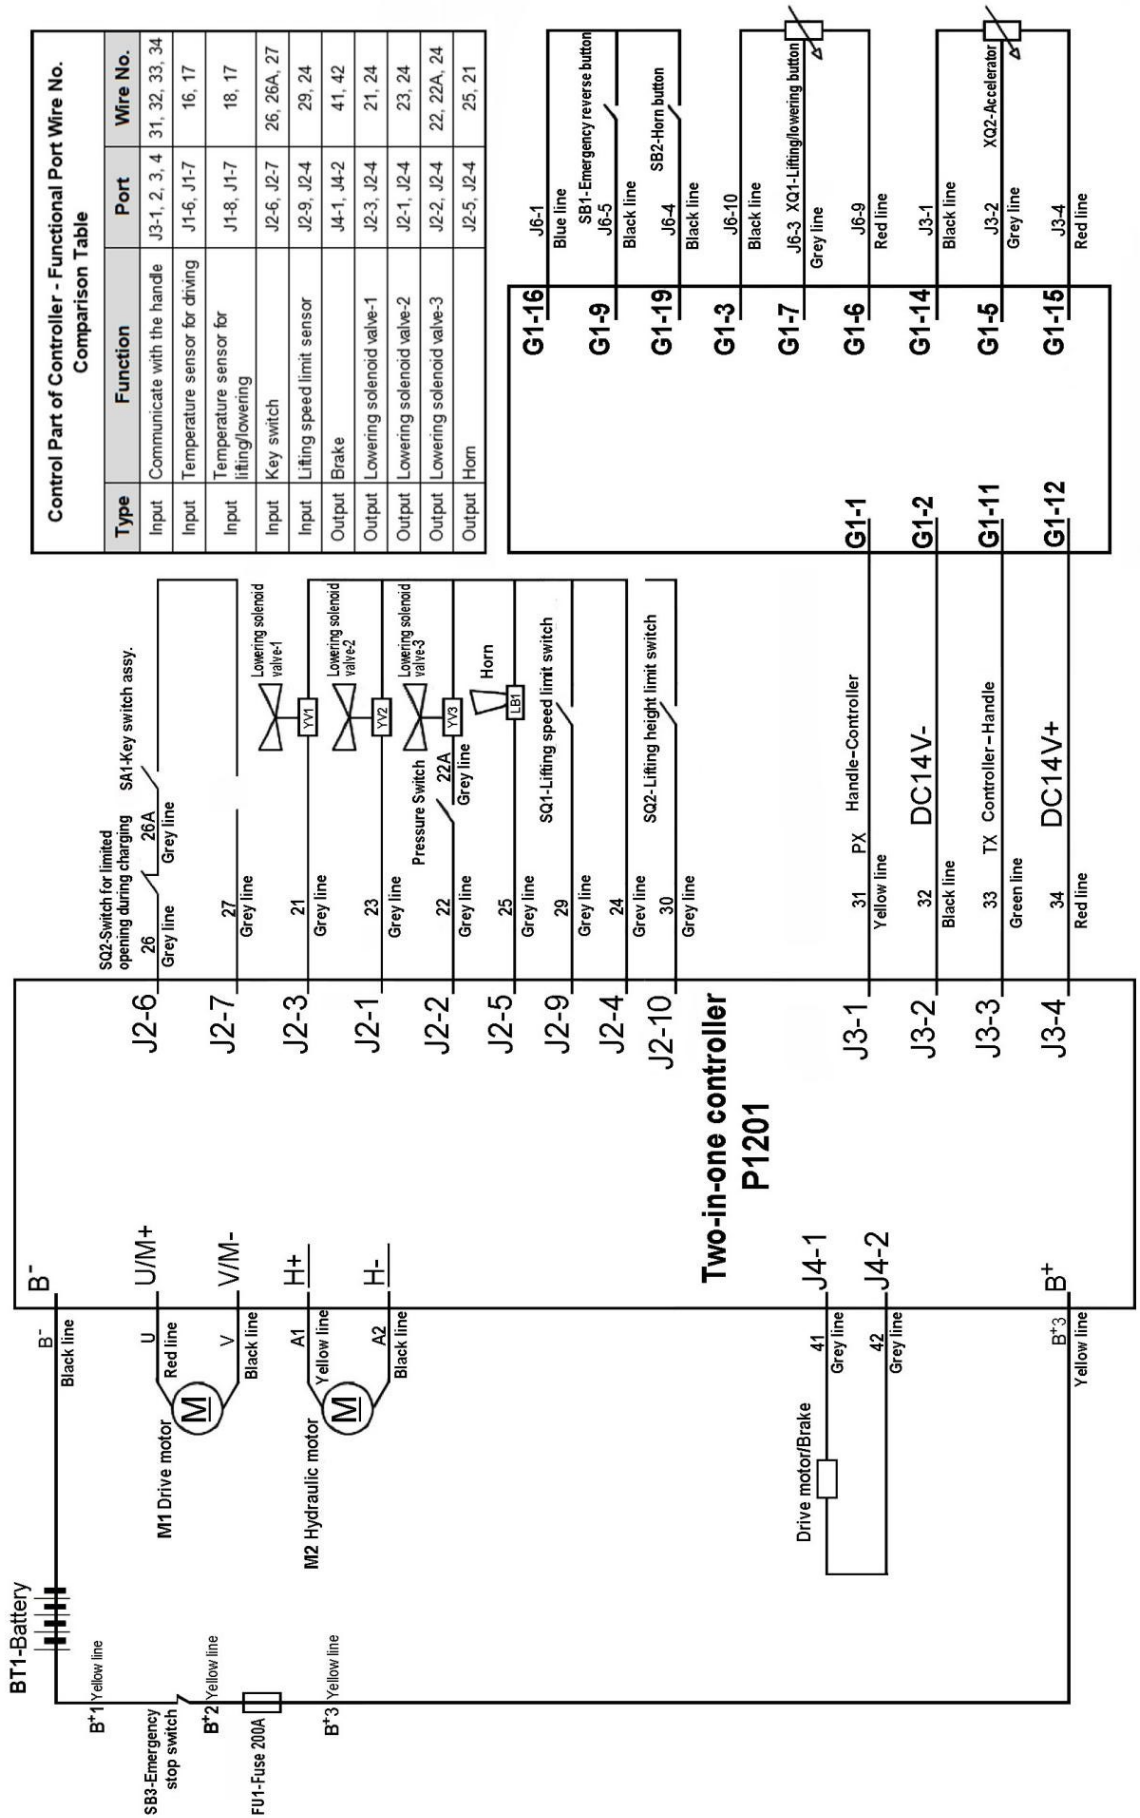 BT1-Battery
B+1 Yellow line
SB3-Emergency
stop switch
B+2 Yellow line
FU1-Fuse 200A
B+3 Yellow line
B-
Black line
B-
M1 Drive motor
M
U
Red line
U/M+
V
Black line
V/M-
M2 Hydraulic motor
M
A1
Yellow line
H+
A2
Black line
H-
Drive motor/Brake
41
Grey line
J4-1
42
Grey line
J4-2
B+3
Yellow line
B+
Two-in-one controller
P1201
SQ2-Switch for limited
opening during charging
J2-6
26
Grey line
26A
Grey line
SA1-Key switch assy.
J2-7
27
Grey line
J2-3
21
Grey line
YV1
Lowering solenoid
valve-1
J2-1
23
Grey line
YV2
Lowering solenoid
valve-2
J2-2
22
Grey line
Pressure Switch
22A
Grey line
YV3
Lowering solenoid
valve-3
J2-5
25
Grey line
LB1
Horn
J2-9
29
Grey line
SQ1-Lifting speed limit switch
J2-4
24
Grey line
J2-10
30
Grey line
SQ2-Lifting height limit switch
J3-1
31 PX Handle-Controller
Yellow line
J3-2
32 DC14V-
Black line
J3-3
33 TX Controller-Handle
Green line
J3-4
34 DC14V+
Red line
G1-1
G1-2
G1-11
G1-12
Control Part of Controller - Functional Port Wire No.
Comparison Table
Type Function Port Wire No.
Input Communicate with the handle J3-1, 2, 3, 4 31, 32, 33, 34
Input Temperature sensor for driving J1-6, J1-7 16, 17
Input Temperature sensor for J1-8, J1-7 18, 17
lifting/lowering
Input Key switch J2-6, J2-7 26, 26A, 27
Input Lifting speed limit sensor J2-9, J2-4 29, 24
Output Brake J4-1, J4-2 41, 42
Output Lowering solenoid valve-1 J2-3, J2-4 21, 24
Output Lowering solenoid valve-2 J2-1, J2-4 23, 24
Output Lowering solenoid valve-3 J2-2, J2-4 22, 22A, 24
Output Horn J2-5, J2-4 25, 21
G1-16
J6-1
Blue line
SB1-Emergency reverse button
G1-9
J6-5
Black line
SB2-Horn button
G1-19
J6-4
Black line
G1-3
J6-10
Black line
G1-7
J6-3 XQ1-Lifting/lowering button
Grey line
G1-6
J6-9
Red line
G1-14
J3-1
Black line
G1-5
J3-2 XQ2-Accelerator
Grey line
G1-15
J3-4
Red line